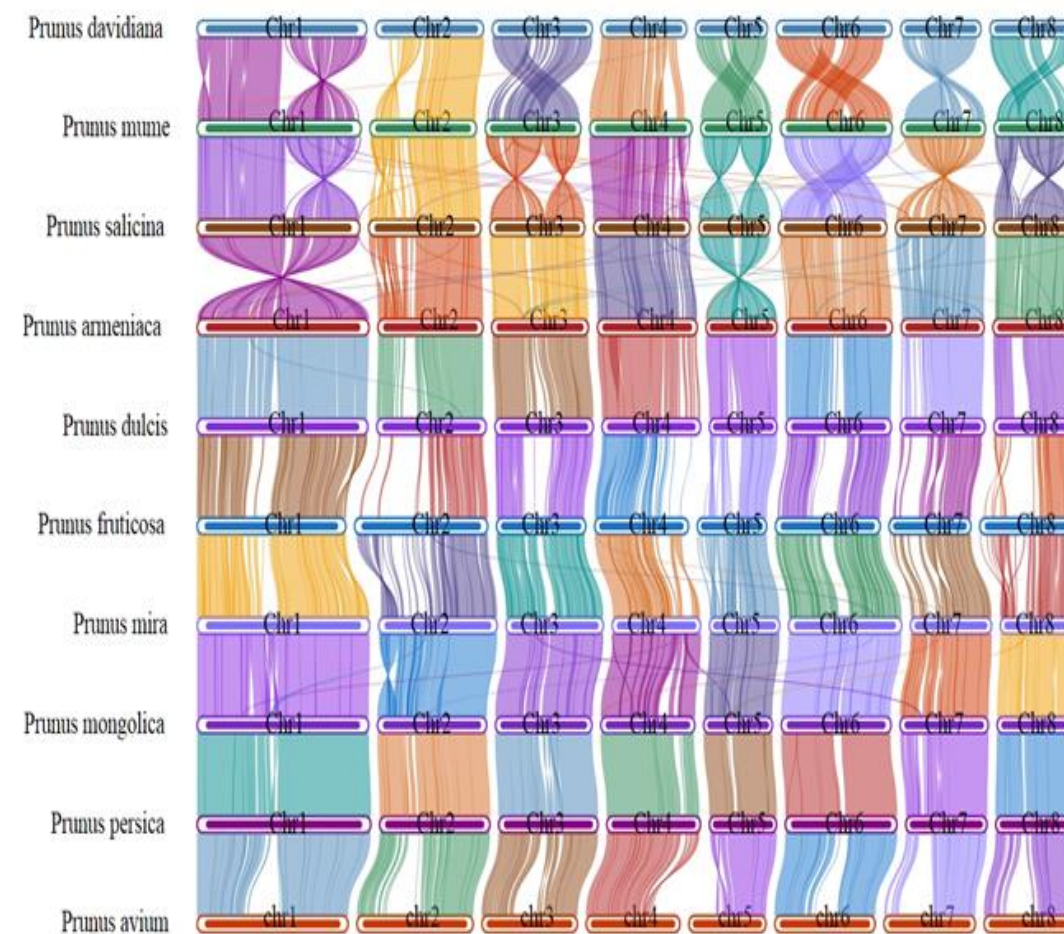 Prunus davidiana Chr1 Chr2 Chr3 Chr4 Chr5 Chr6 Chr7 Chr8
Prunus mume Chr1 Chr2 Chr3 Chr4 Chr5 Chr6 Chr7 Chr8
Prunus salicina Chr1 Chr2 Chr3 Chr4 Chr5 Chr6 Chr7 Chr8
Prunus armeniaca Chr1 Chr2 Chr3 Chr4 Chr5 Chr6 Chr7 Chr8
Prunus dulcis Chr1 Chr2 Chr3 Chr4 Chr5 Chr6 Chr7 Chr8
Prunus fruticosa Chr1 Chr2 Chr3 Chr4 Chr5 Chr6 Chr7 Chr8
Prunus mira Chr1 Chr2 Chr3 Chr4 Chr5 Chr6 Chr7 Chr8
Prunus mongolica Chr1 Chr2 Chr3 Chr4 Chr5 Chr6 Chr7 Chr8
Prunus persica Chr1 Chr2 Chr3 Chr4 Chr5 Chr6 Chr7 Chr8
Prunus avium chr1 chr2 chr3 chr4 chr5 chr6 chr7 chr8